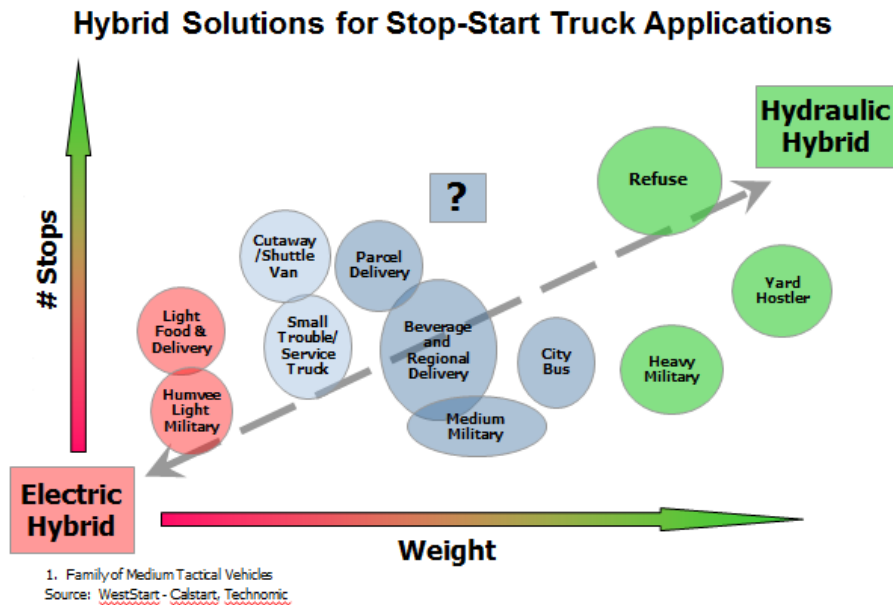 Hybrid Solutions for Stop-Start Truck Applications
Hydraulic
Hybrid
?
Refuse
Cutaway
/Shuttle
Van
Parcel
Delivery
# Stops
Yard
Hostler
Light
Food &
Delivery
Small
Trouble/
Service
Truck
Beverage
and
Regional
Delivery
City
Bus
Heavy
Military
Humvee
Light
Military
Medium
Military
Electric
Hybrid
Weight
1. Family of Medium Tactical Vehicles
Source: WestStart - Calstart, Technomic